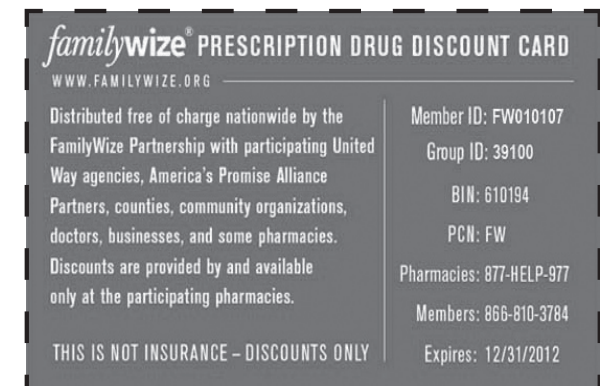 familywize® PRESCRIPTION DRUG DISCOUNT CARD
WWW.FAMILYWIZE.ORG
Distributed free of charge nationwide by the
FamilyWize Partnership with participating United
Way agencies, America's Promise Alliance
Partners, counties, community organizations,
doctors, businesses, and some pharmacies.
Discounts are provided by and available
only at the participating pharmacies.
THIS IS NOT INSURANCE – DISCOUNTS ONLY
Member ID: FW010107
Group ID: 39100
BIN: 610194
PCN: FW
Pharmacies: 877-HELP-977
Members: 866-810-3784
Expires: 12/31/2012